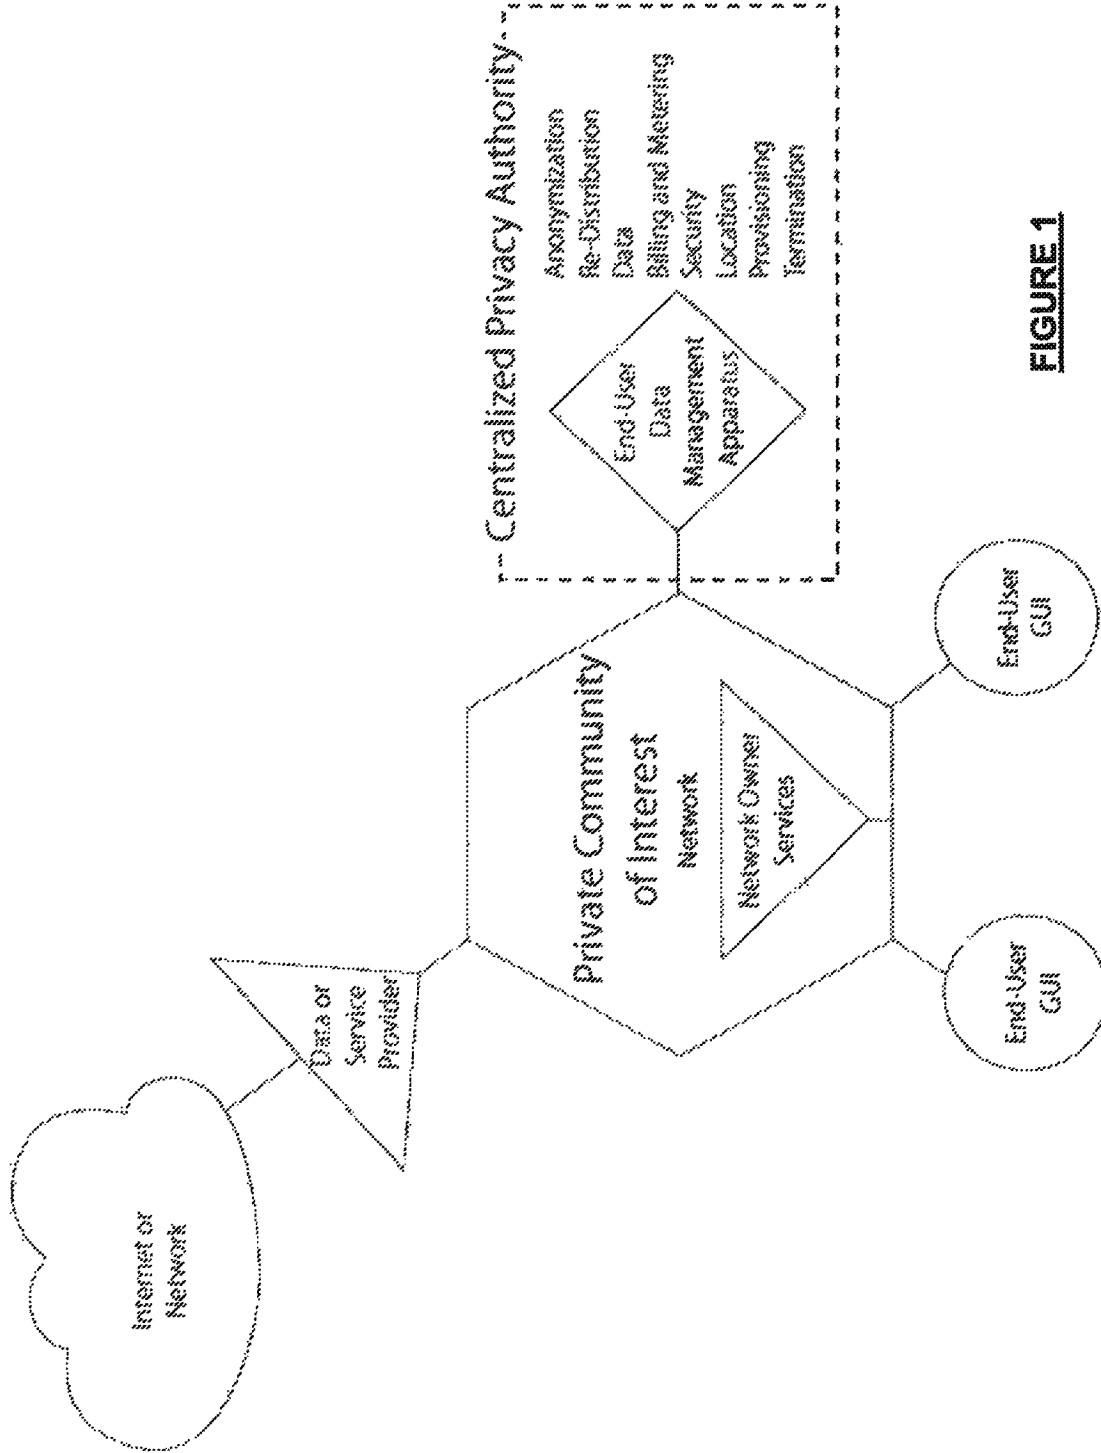 Internet or
Network
Data or
Service
Provider
Private Community
of Interest
Network
Network Owner
Services
End-User
GUI
End-User
GUI
Centralized Privacy Authority
End-User
Data
Management
Apparatus
Anonymization
Re-Distribution
Data
Billing and Metering
Security
Location
Provisioning
Termination
FIGURE 1